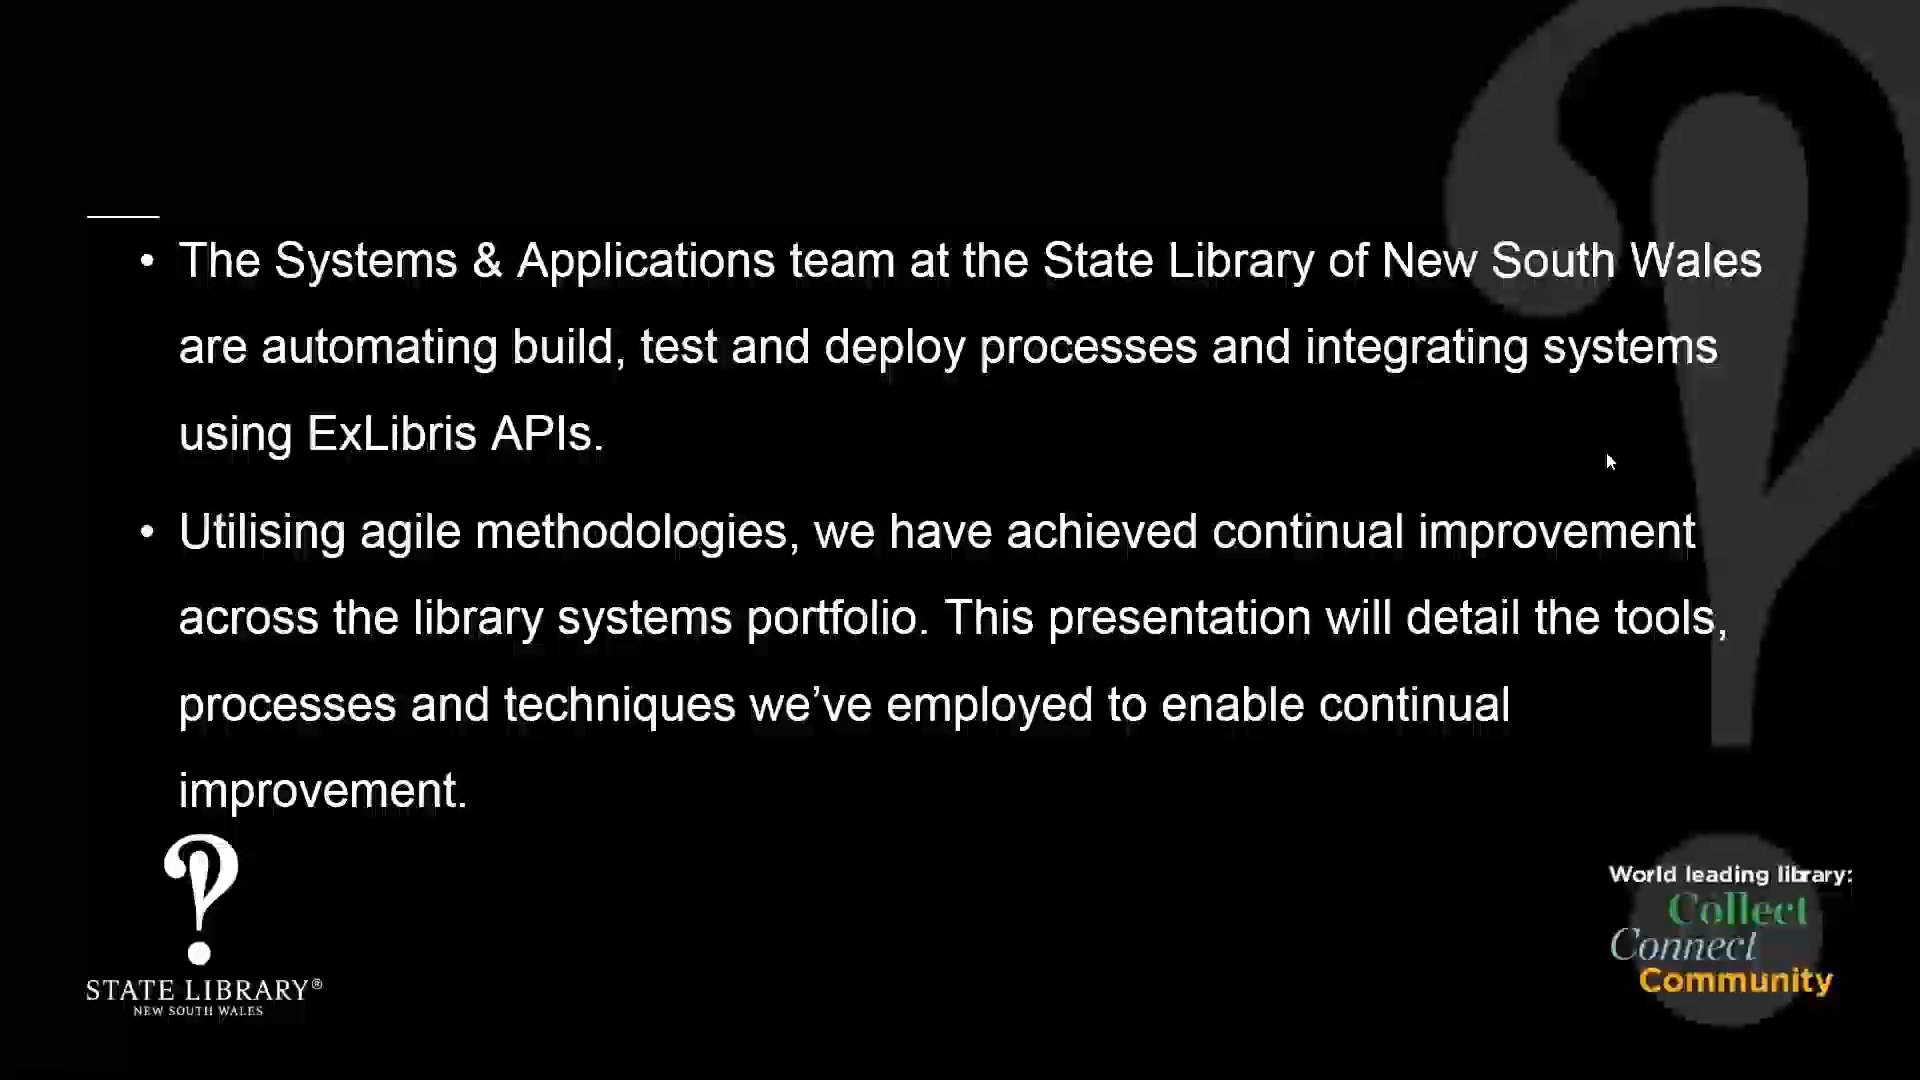 • The Systems & Applications team at the State Library of New South Wales
are automating build, test and deploy processes and integrating systems
using ExLibris APIs.
• Utilising agile methodologies, we have achieved continual improvement
across the library systems portfolio. This presentation will detail the tools,
processes and techniques we’ve employed to enable continual
improvement.
STATE LIBRARY®
NEW SOUTH WALES
World leading library:
Collect
Connect
Community